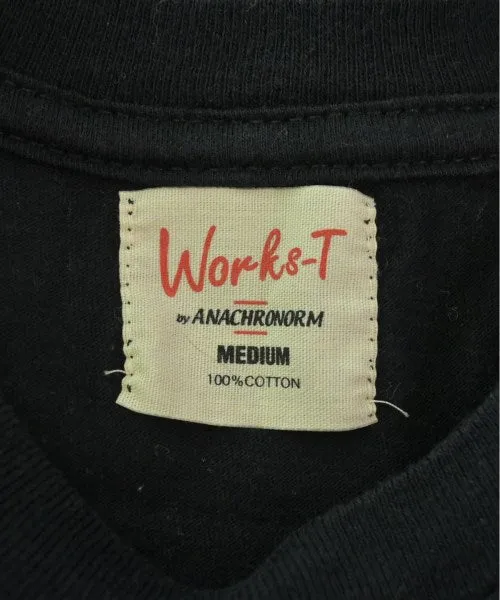 Works-T
by ANACHRONORM
MEDIUM
100% COTTON